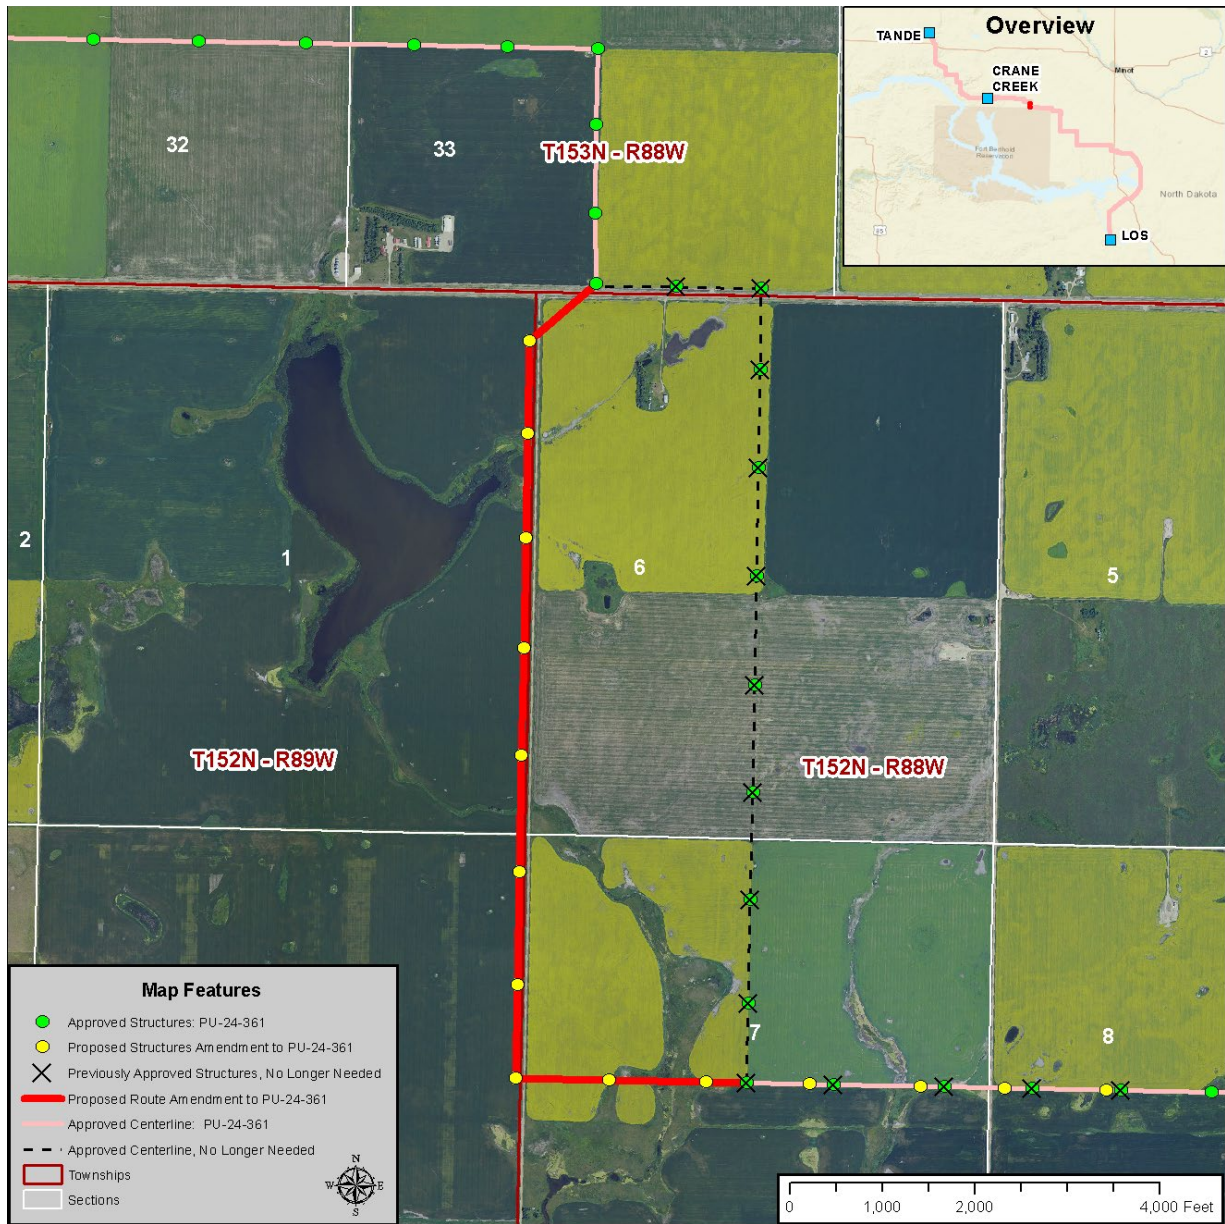 Overview
TANDE
CRANE
CREEK
Minot
2
Fort Berthold
Reservation
North Dakota
85
LOS
32
33
T153N - R88W
2
1
6
5
T152N - R89W
T152N - R88W
7
8
Map Features
Approved Structures: PU-24-361
Proposed Structures Amendment to PU-24-361
Previously Approved Structures, No Longer Needed
Proposed Route Amendment to PU-24-361
Approved Centerline: PU-24-361
Approved Centerline, No Longer Needed
Townships
Sections
N
W E
S
0 1,000 2,000 4,000 Feet